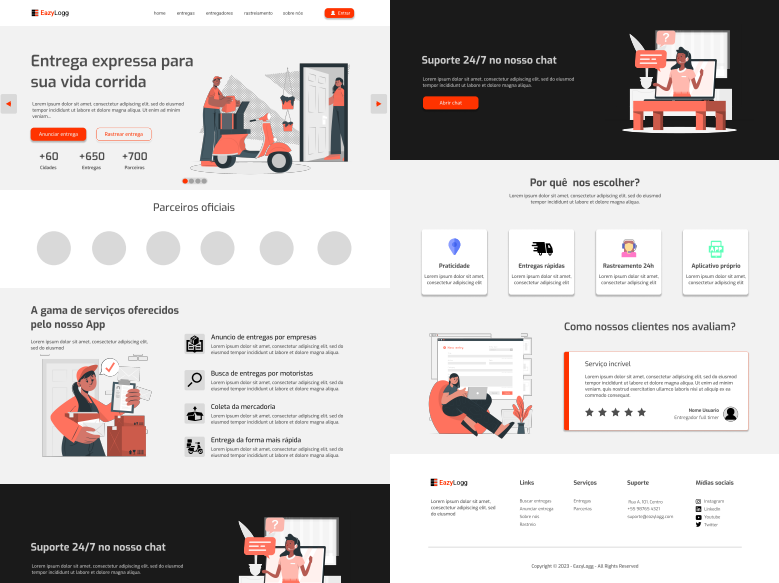 EazyLogg
home
entregas
entregadores
rastreiamento
sobre nós
Entrar
Entrega expressa para
sua vida corrida
Lorem ipsum dolor sit amet, consectetur adipiscing elit, sed do eiusmod
tempor incididunt ut labore et dolore magna aliqua. Ut enim ad minim
veniam...
Anunciar entrega
Rastrear entrega
+60
+650
+700
Cidades
Entregas
Parceiros
Parceiros oficiais
A gama de serviços oferecidos
pelo nosso App
Lorem ipsum dolor sit amet, consectetur adipiscing elit,
sed do eiusmod
Anuncio de entregas por empresas
Lorem ipsum dolor sit amet, consectetur adipiscing elit, sed do
eiusmod tempor incididunt ut labore et dolore magna aliqua.
Busca de entregas por motoristas
Lorem ipsum dolor sit amet, consectetur adipiscing elit, sed do
eiusmod tempor incididunt ut labore et dolore magna aliqua.
Coleta da mercadoria
Lorem ipsum dolor sit amet, consectetur adipiscing elit, sed do
eiusmod tempor incididunt ut labore et dolore magna aliqua.
Entrega da forma mais rápida
Lorem ipsum dolor sit amet, consectetur adipiscing elit, sed do
eiusmod tempor incididunt ut labore et dolore magna aliqua.
Suporte 24/7 no nosso chat
Lorem ipsum dolor sit amet, consectetur adipiscing elit, sed do eiusmod
tempor incididunt ut labore et dolore magna aliqua.
?
Suporte 24/7 no nosso chat
Lorem ipsum dolor sit amet, consectetur adipiscing elit, sed do eiusmod
tempor incididunt ut labore et dolore magna aliqua.
Abrir chat
?
Por quê nos escolher?
Lorem ipsum dolor sit amet, consectetur adipiscing elit, sed do eiusmod
tempor incididunt ut labore et dolore magna aliqua.
Praticidade
Lorem ipsum dolor sit amet,
consectetur adipiscing elit
Entregas rápidas
Lorem ipsum dolor sit amet,
consectetur adipiscing elit
Rastreamento 24h
Lorem ipsum dolor sit amet,
consectetur adipiscing elit
APP
Aplicativo próprio
Lorem ipsum dolor sit amet,
consectetur adipiscing elit
Como nossos clientes nos avaliam?
Serviço incrível
Lorem ipsum dolor sit amet, consectetur adipiscing elit, sed do eiusmod
tempor incididunt ut labore et dolore magna aliqua. Ut enim ad minim
veniam, quis nostrud exercitation ullamco laboris nisi ut aliquip ex ea
commodo consequat.
Nome Usuario
Entregador full timer
EazyLogg
Lorem ipsum dolor sit amet,
consectetur adipiscing elit, sed
do eiusmod
Links
Buscar entregas
Anunciar entrega
Sobre nós
Rastreio
Serviços
Entregas
Parcerias
Suporte
Rua A, 101, Centro
suporte@eazylogg.com
Mídias sociais
Instagram
LinkedIn
Youtube
Twitter
Copyright © 2023 - EazyLogg - All Rights Reserved